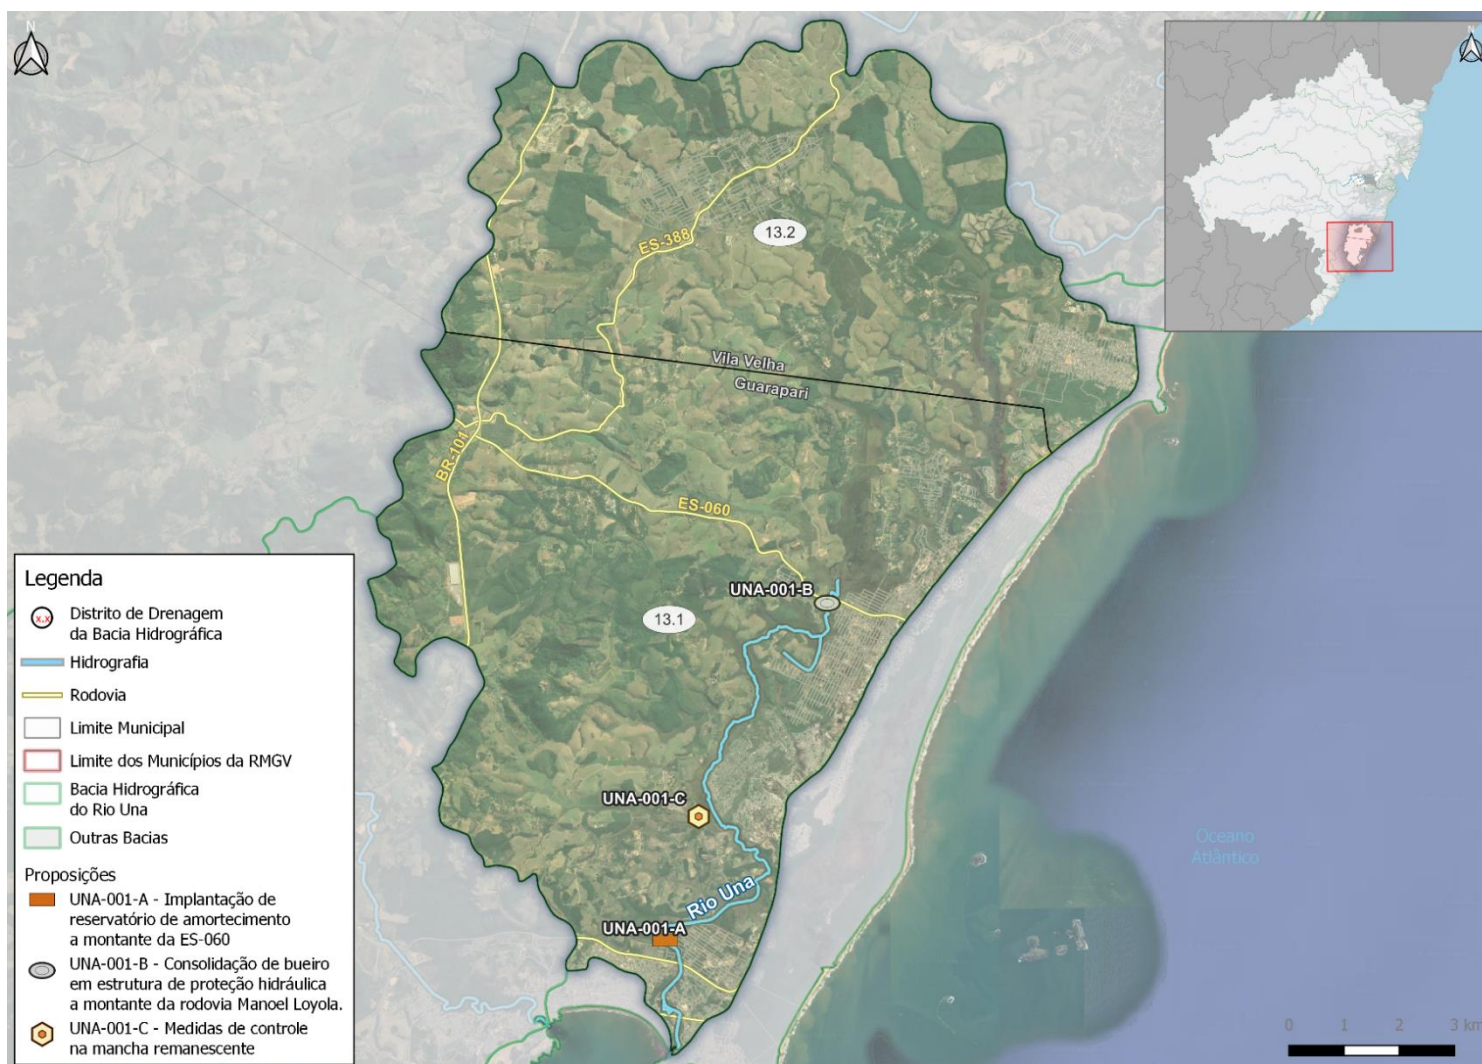 N
N
ES-388
13.2
Vila Velha
Guarapari
BR-101
ES-060
UNA-001-B
13.1
UNA-001-C
Rio Una
UNA-001-A
Oceano
Atlântico
Legenda
x.x
Distrito de Drenagem
da Bacia Hidrográfica
Hidrografia
Rodovia
Limite Municipal
Limite dos Municípios da RMGV
Bacia Hidrográfica
do Rio Una
Outras Bacias
Proposições
UNA-001-A - Implantação de
reservatório de amortecimento
a montante da ES-060
UNA-001-B - Consolidação de bueiro
em estrutura de proteção hidráulica
a montante da rodovia Manoel Loyola.
UNA-001-C - Medidas de controle
na mancha remanescente
0 1 2 3 km